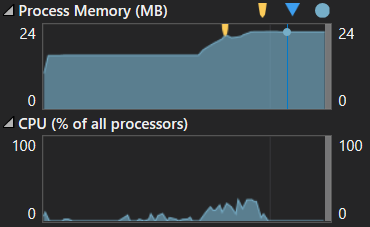 Process Memory (MB)
24 24
0 0
CPU (% of all processors)
100 100
0 0